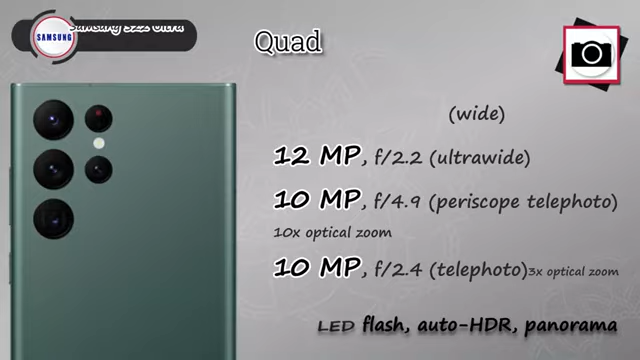 SAMSUNG
Samsung S22 Ultra
Quad
(wide)
12 MP, f/2.2 (ultrawide)
10 MP, f/4.9 (periscope telephoto)
10x optical zoom
10 MP, f/2.4 (telephoto) 3x optical zoom
LED flash, auto-HDR, panorama